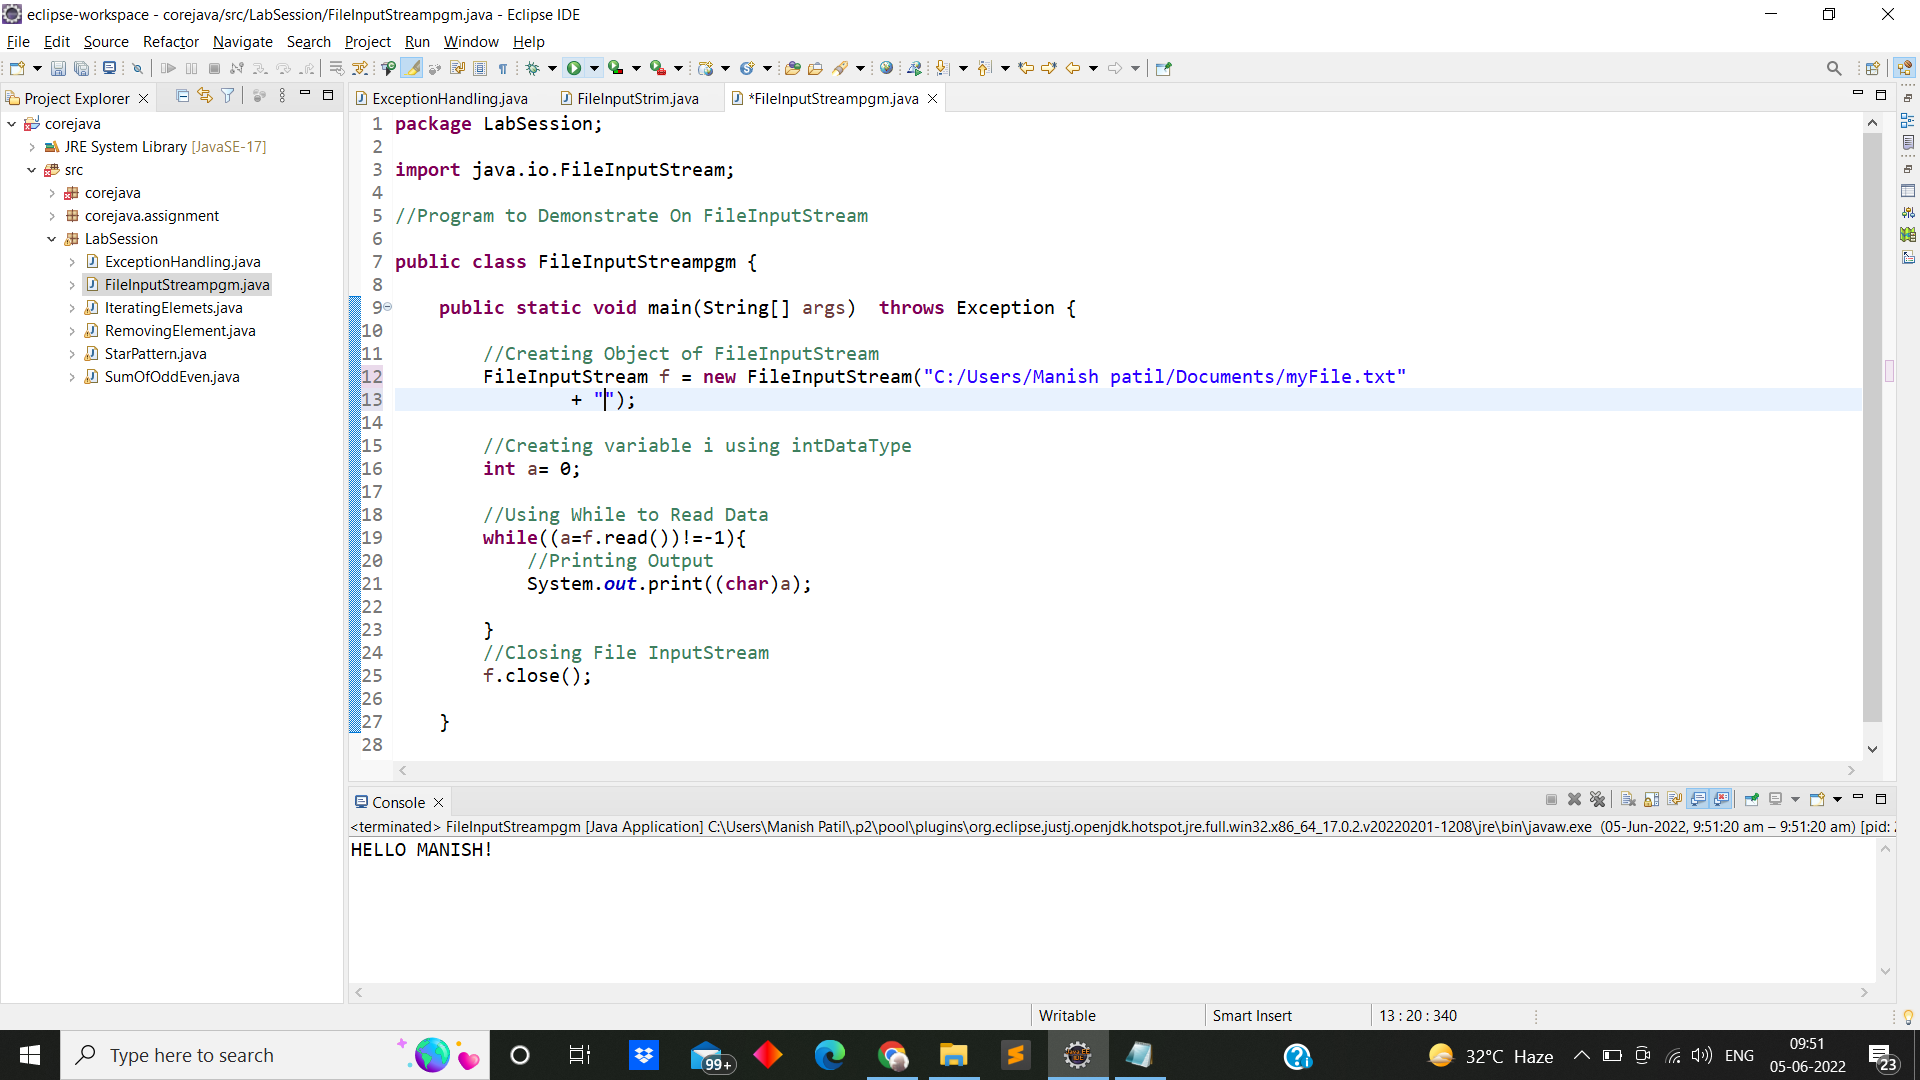 eclipse-workspace - corejava/src/LabSession/FileInputStreampgm.java - Eclipse IDE
File Edit Source Refactor Navigate Search Project Run Window Help
Project Explorer
ExceptionHandling.java FileInputStrim.java *FileInputStreampgm.java
corejava
JRE System Library [JavaSE-17]
src
corejava
corejava.assignment
LabSession
ExceptionHandling.java
FileInputStreampgm.java
IteratingElemets.java
RemovingElement.java
StarPattern.java
SumOfOddEven.java
1 package LabSession;
2
3 import java.io.FileInputStream;
4
5 //Program to Demonstrate On FileInputStream
6
7 public class FileInputStreampgm {
8
9 public static void main(String[] args)  throws Exception {
10
11 //Creating Object of FileInputStream
12 FileInputStream f = new FileInputStream("C:/Users/Manish patil/Documents/myFile.txt"
13 + "");
14
15 //Creating variable i using intDataType
16 int a= 0;
17
18 //Using While to Read Data
19 while((a=f.read())!=-1){
20 //Printing Output
21 System.out.print((char)a);
22
23 }
24 //Closing File InputStream
25 f.close();
26
27 }
28
Console
<terminated> FileInputStreampgm [Java Application] C:\Users\Manish Patil\.p2\pool\plugins\org.eclipse.justj.openjdk.hotspot.jre.full.win32.x86_64_17.0.2.v20220201-1208\jre\bin\javaw.exe (05-Jun-2022, 9:51:20 am – 9:51:20 am) [pid:
HELLO MANISH!
Writable Smart Insert 13 : 20 : 340
Type here to search
99+
32°C Haze
ENG
09:51
05-06-2022
23